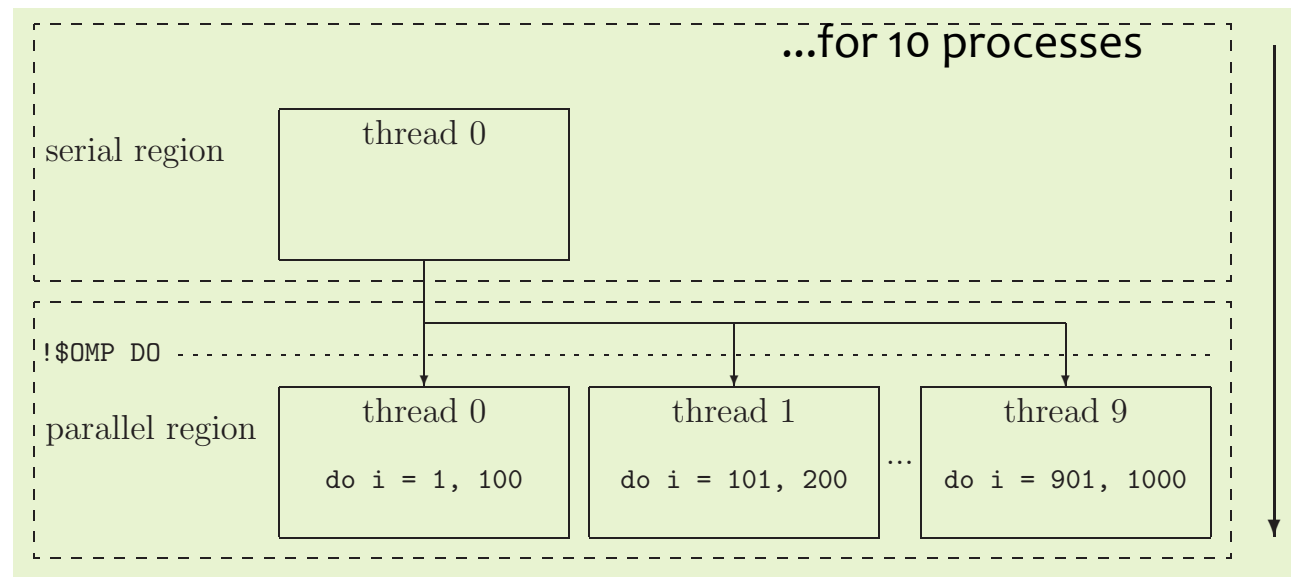 ...for 10 processes
thread 0
serial region
!$OMP DO
thread 0
thread 1
thread 9
parallel region
...
do i = 1, 100
do i = 101, 200
do i = 901, 1000